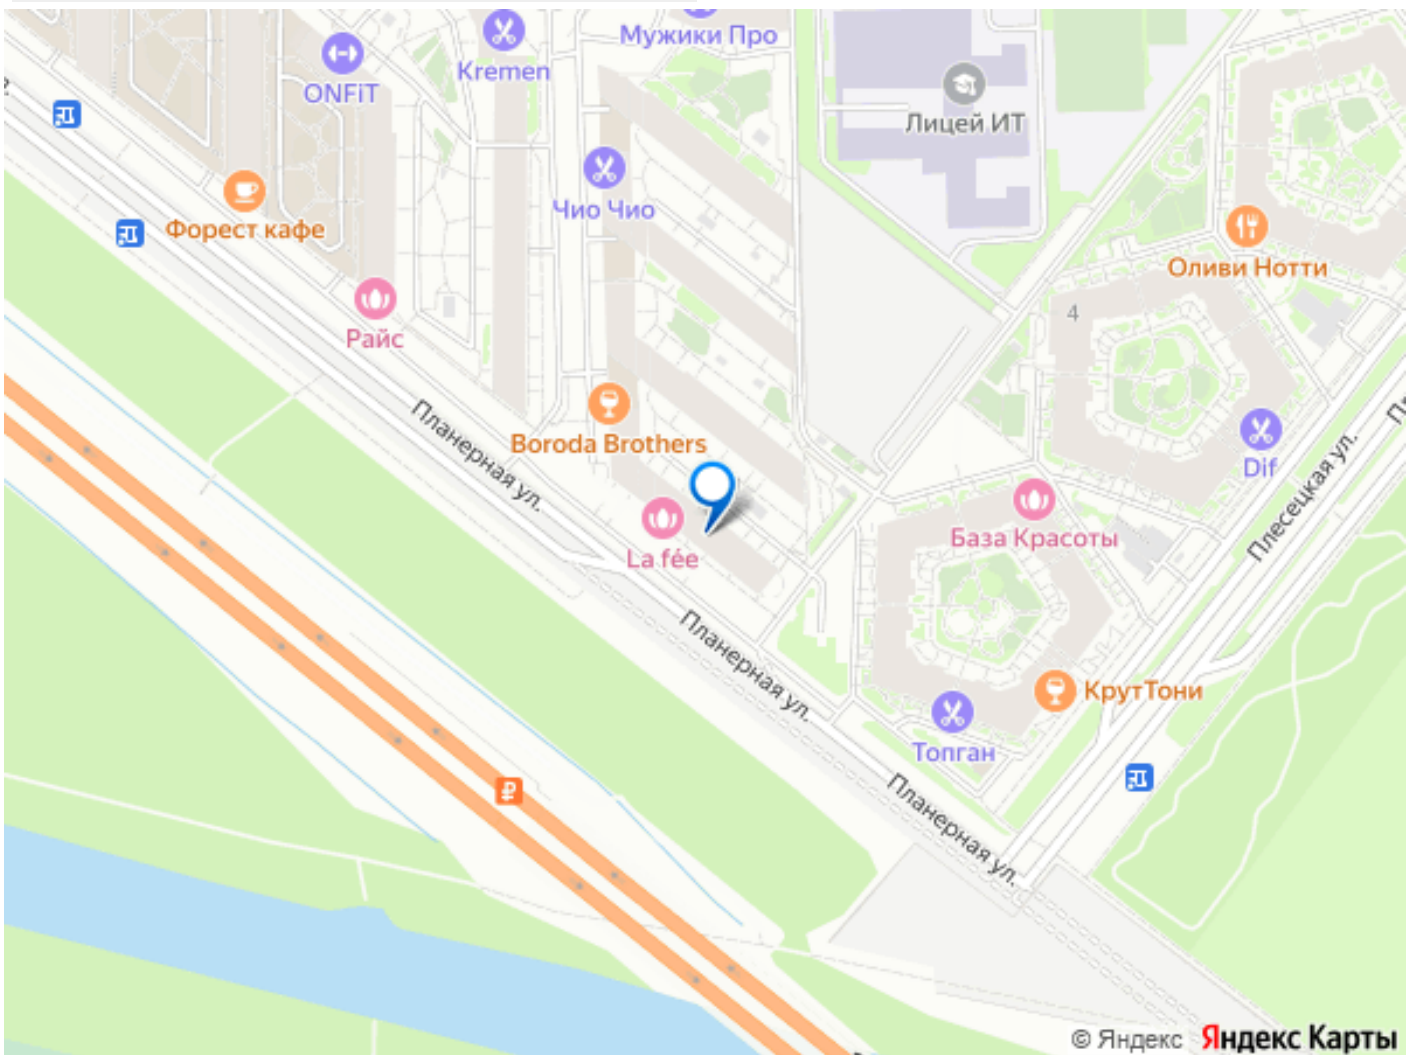 Мужики Про
Kremen
ONFiT
Лицей ИТ
Чио Чио
Форест кафе
Оливи Нотти
4
Райс
Планерная ул.
Boroda Brothers
Dif
Плесецкая ул.
База Красоты
La fée
Планерная ул.
КрутТони
Топган
Планерная ул.
© Яндекс Яндекс Карты